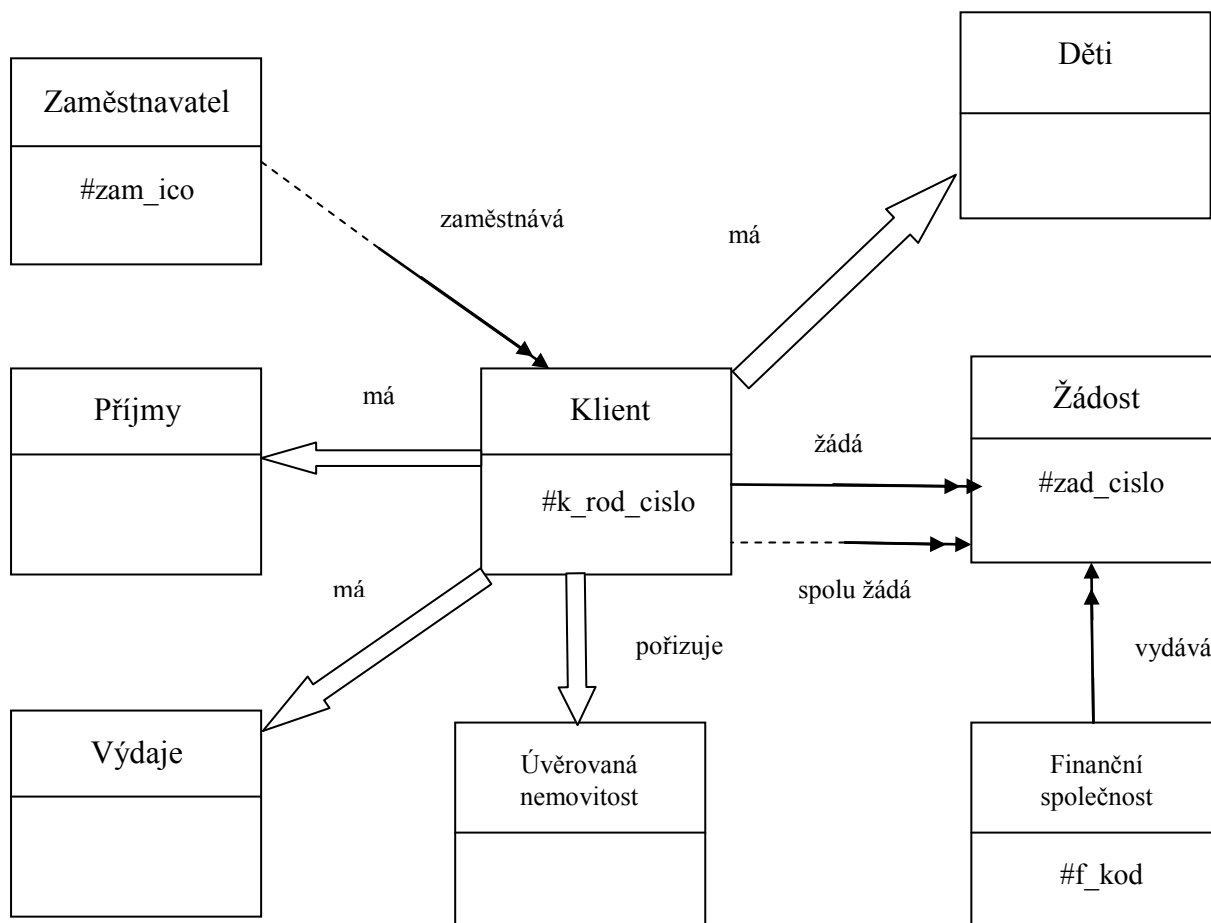 Děti
Zaměstnavatel
#zam_ico
zaměstnává
má
Příjmy
má
Klient
#k_rod_cislo
žádá
Žádost
#zad_cislo
spolu žádá
má
pořizuje
vydává
Výdaje
Úvěrovaná
nemovitost
Finanční
společnost
#f_kod